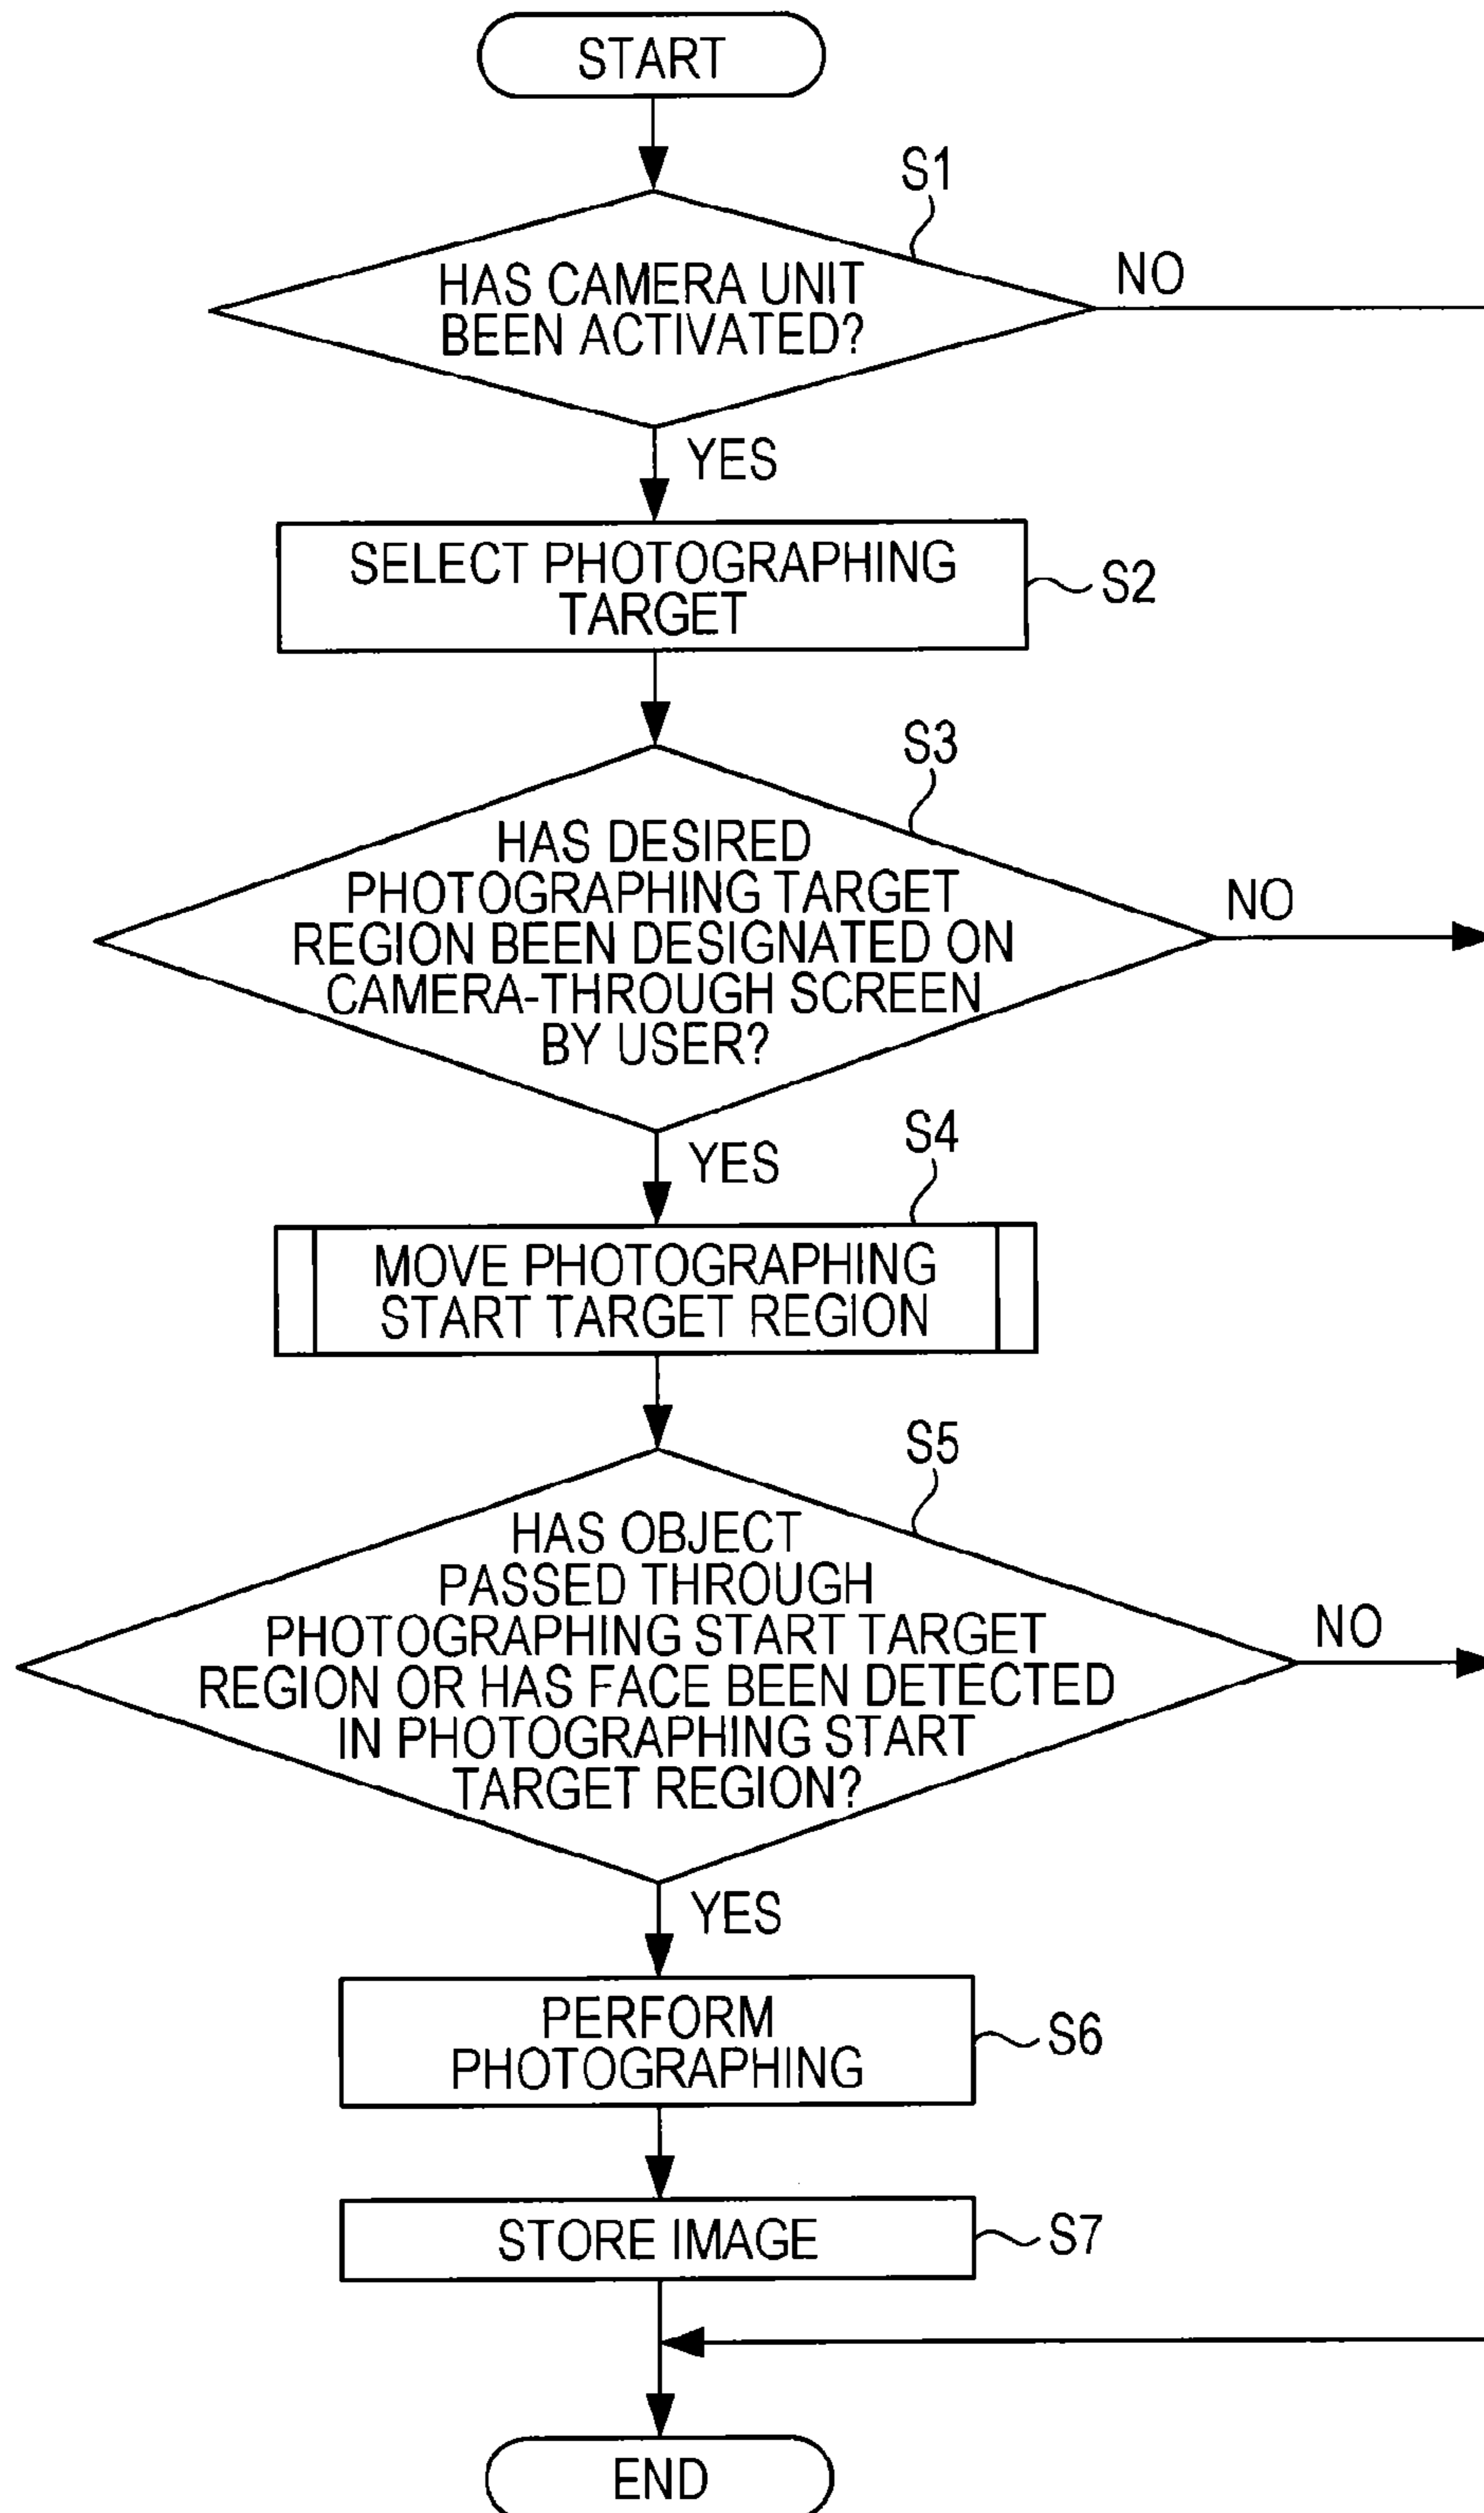 START
S1
HAS CAMERA UNIT
BEEN ACTIVATED?
NO
YES
SELECT PHOTOGRAPHING
TARGET
S2
S3
HAS DESIRED
PHOTOGRAPHING TARGET
REGION BEEN DESIGNATED ON
CAMERA-THROUGH SCREEN
BY USER?
NO
YES
S4
MOVE PHOTOGRAPHING
START TARGET REGION
S5
HAS OBJECT
PASSED THROUGH
PHOTOGRAPHING START TARGET
REGION OR HAS FACE BEEN DETECTED
IN PHOTOGRAPHING START
TARGET REGION?
NO
YES
PERFORM
PHOTOGRAPHING
S6
STORE IMAGE
S7
END